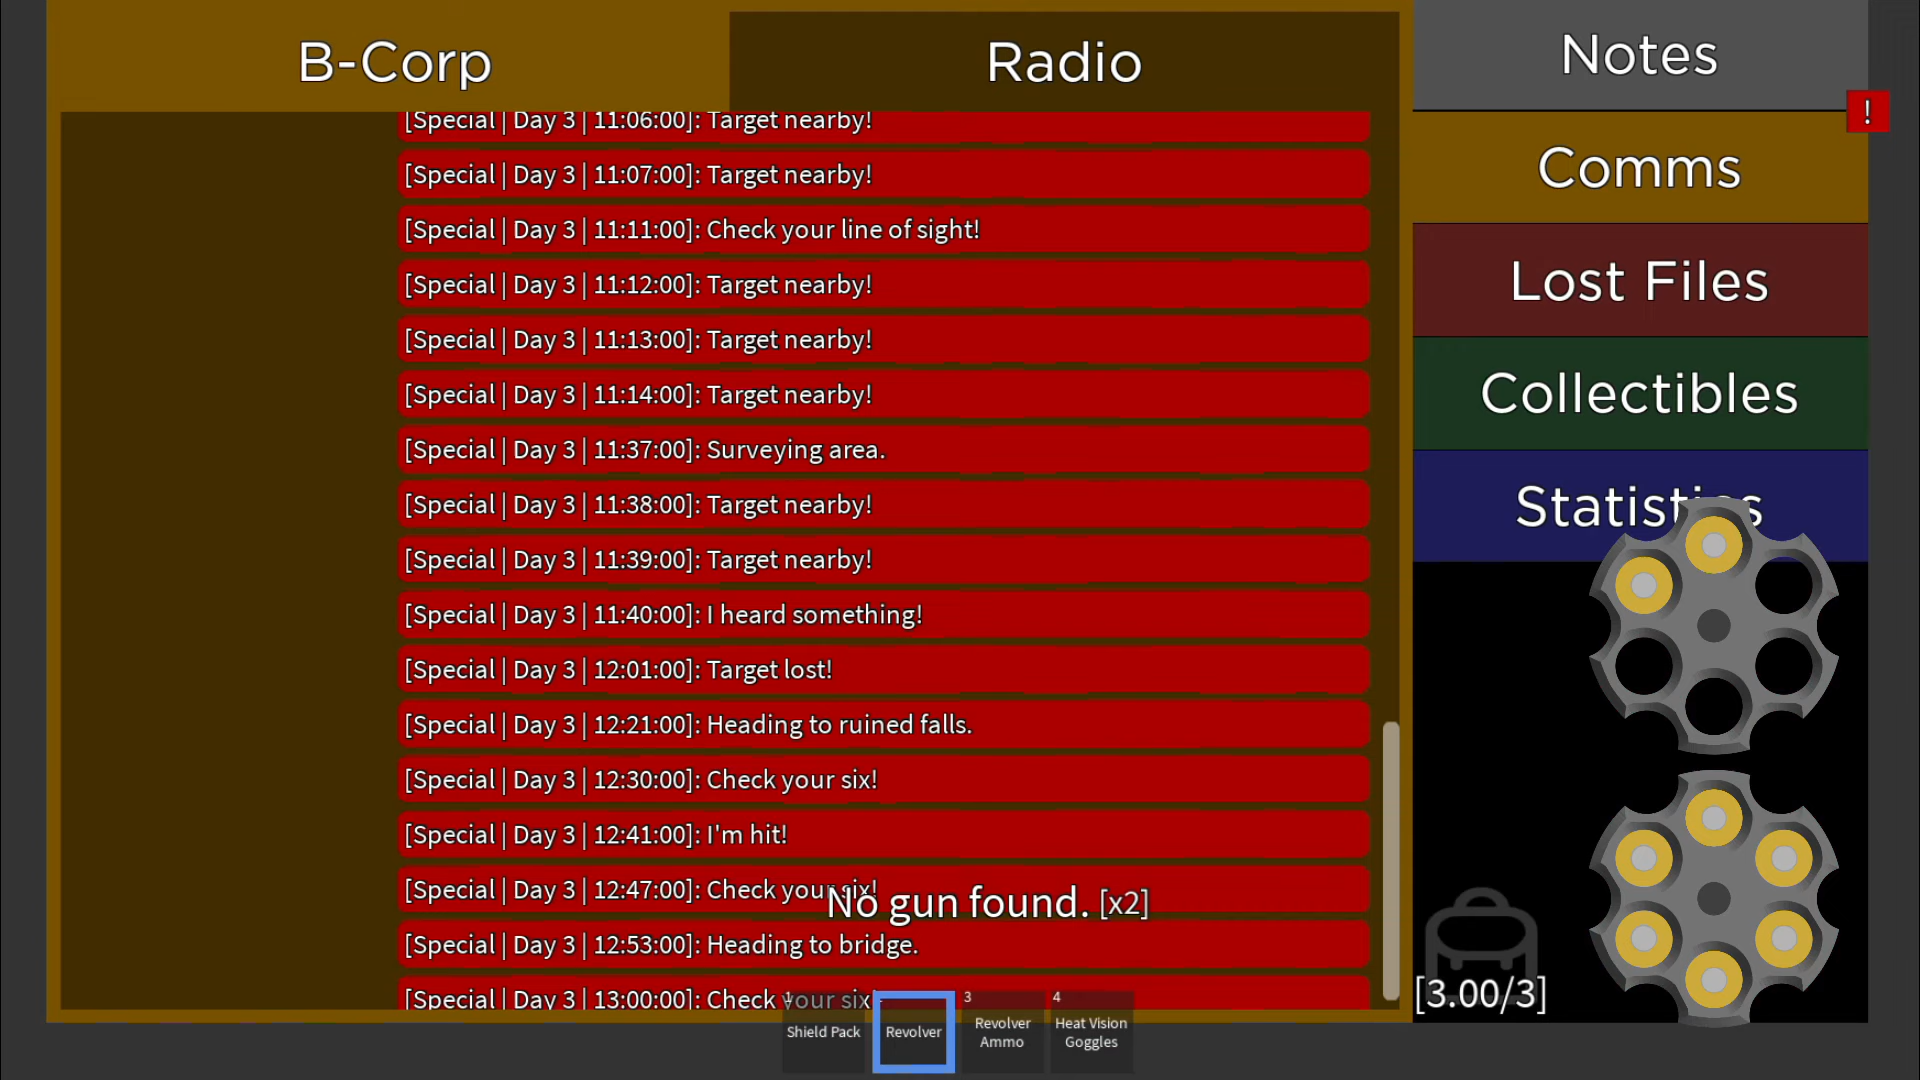 B-Corp
Radio
Notes
!
Comms
Lost Files
Collectibles
Statistics
[Special | Day 3 | 11:06:00]: Target nearby!
[Special | Day 3 | 11:07:00]: Target nearby!
[Special | Day 3 | 11:11:00]: Check your line of sight!
[Special | Day 3 | 11:12:00]: Target nearby!
[Special | Day 3 | 11:13:00]: Target nearby!
[Special | Day 3 | 11:14:00]: Target nearby!
[Special | Day 3 | 11:37:00]: Surveying area.
[Special | Day 3 | 11:38:00]: Target nearby!
[Special | Day 3 | 11:39:00]: Target nearby!
[Special | Day 3 | 11:40:00]: I heard something!
[Special | Day 3 | 12:01:00]: Target lost!
[Special | Day 3 | 12:21:00]: Heading to ruined falls.
[Special | Day 3 | 12:30:00]: Check your six!
[Special | Day 3 | 12:41:00]: I'm hit!
[Special | Day 3 | 12:47:00]: Check your six!
No gun found. [x2]
[Special | Day 3 | 12:53:00]: Heading to bridge.
[Special | Day 3 | 13:00:00]: Check your six!
[3.00/3]
1
Shield Pack
Revolver
3
Revolver
Ammo
4
Heat Vision
Goggles